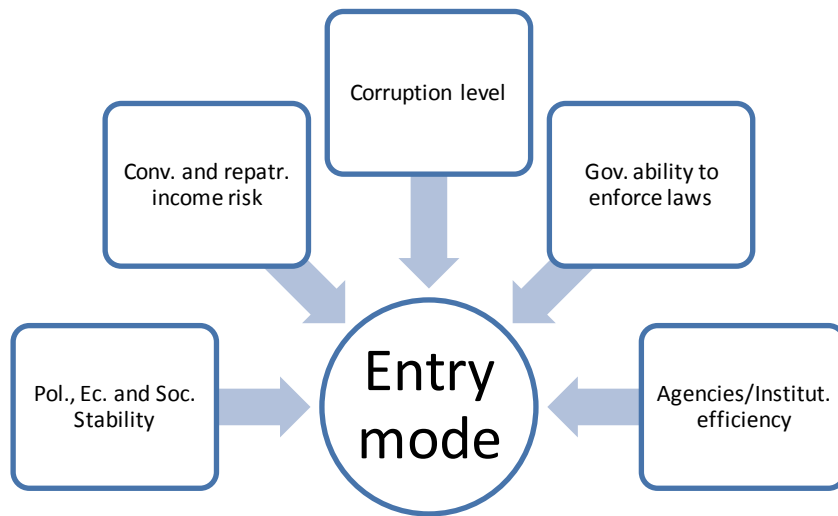 Corruption level
Conv. and repatr.
income risk
Gov. ability to
enforce laws
Pol., Ec. and Soc.
Stability
Entry
mode
Agencies/Institut.
efficiency